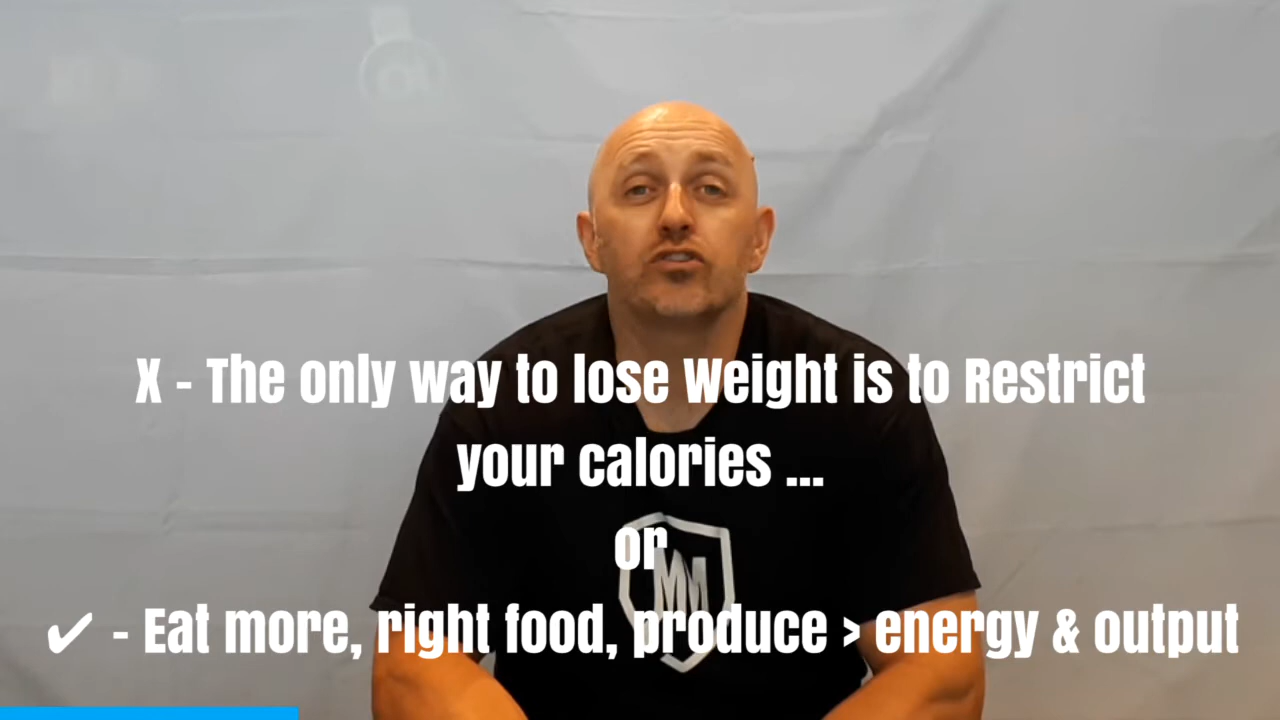 X - The only way to lose Weight is to Restrict
your calories ...
or
✔ - Eat more, right food, produce > energy & output
MM